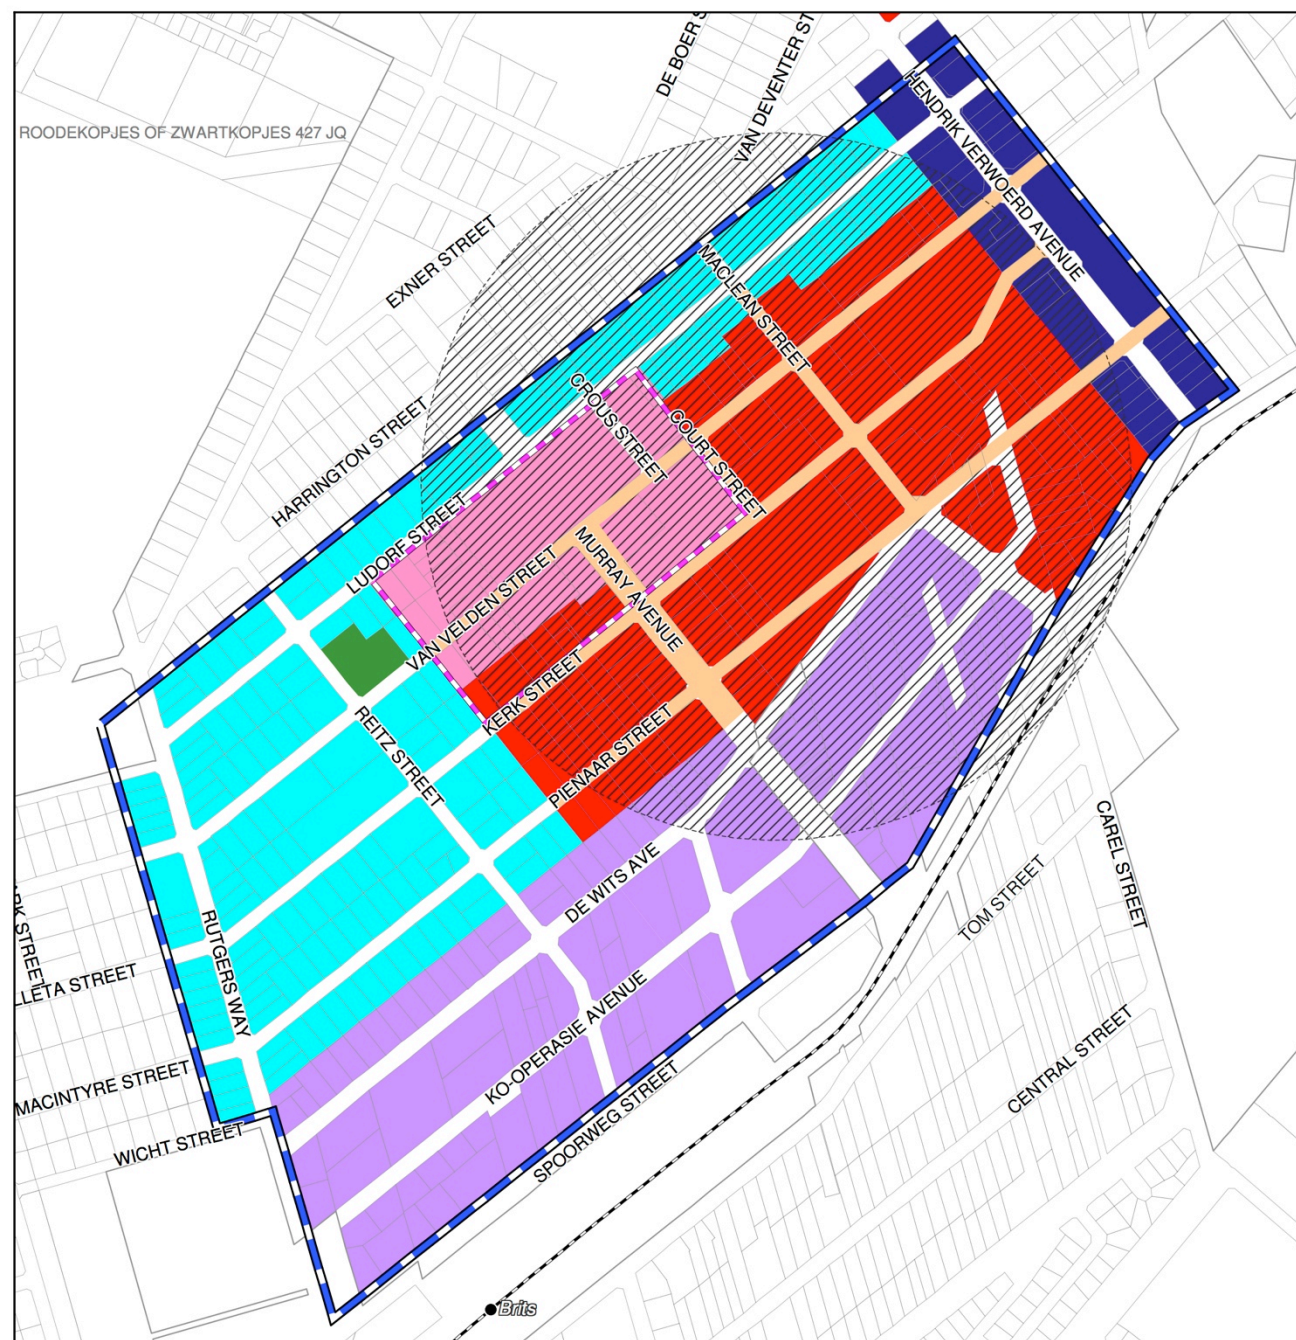 DE BOER S
VAN DEVENTER ST
HENDRIK VERWOERD AVENUE
ROODEKOPJES OF ZWARTKOPJES 427 JQ
EXNER STREET
MACLEAN STREET
CROUS STREET
COURT STREET
HARRINGTON STREET
LUDORF STREET
VAN VELDEN STREET
MURRAY AVENUE
KERK STREET
PIENAAR STREET
REITZ STREET
DE WITS AVE
CAREL STREET
TOM STREET
RK STREET
RUTGERS WAY
LLETA STREET
KO-OPERASIE AVENUE
CENTRAL STREET
MACINTYRE STREET
SPOORWEG STREET
WICHT STREET
Brits